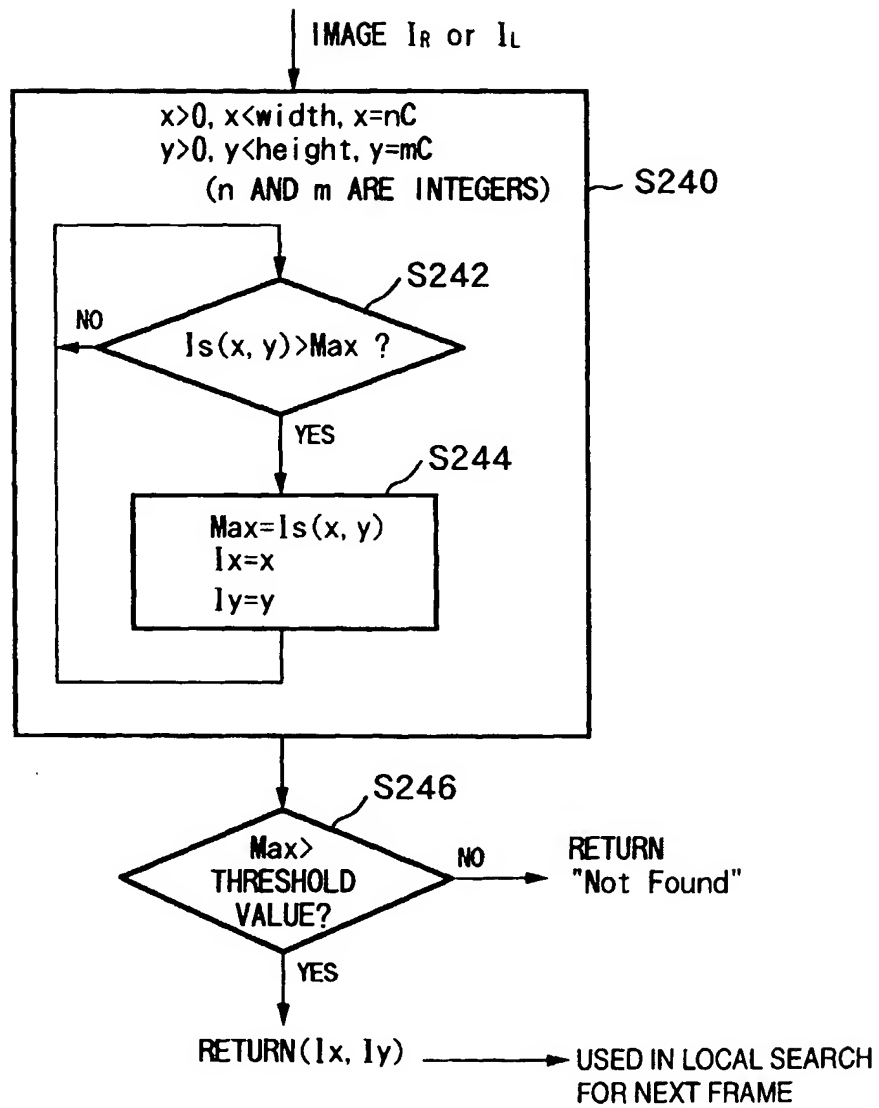 IMAGE IR or IL
x>0, x<width, x=nC
y>0, y<height, y=mC
(n AND m ARE INTEGERS)
S240
S242
NO
Is(x, y)>Max ?
YES
S244
Max=Is(x, y)
Ix=x
Iy=y
S246
Max>
THRESHOLD
VALUE?
NO
RETURN
"Not Found"
YES
RETURN(Ix, Iy)
USED IN LOCAL SEARCH
FOR NEXT FRAME